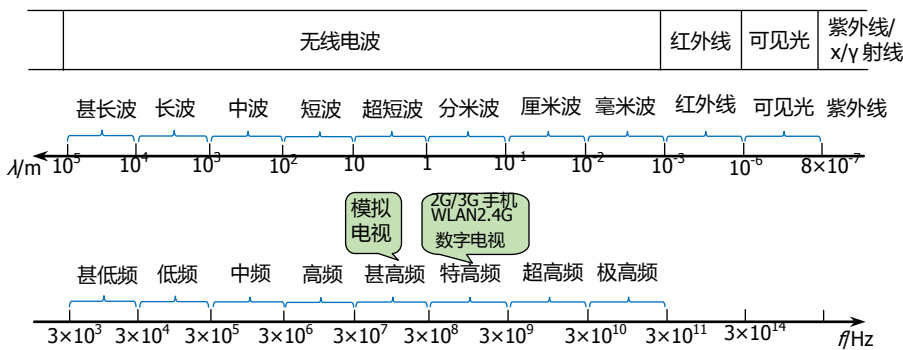 无线电波 红外线 可见光 紫外线/
x/γ 射线
甚长波 长波 中波 短波 超短波 分米波 厘米波 毫米波 红外线 可见光 紫外线
λ/m 10⁵ 10⁴ 10³ 10² 10 1 10⁻¹ 10⁻² 10⁻³ 10⁻⁶ 8×10⁻⁷
模拟
电视
2G/3G 手机
WLAN2.4G
数字电视
甚低频 低频 中频 高频 甚高频 特高频 超高频 极高频
3×10³ 3×10⁴ 3×10⁵ 3×10⁶ 3×10⁷ 3×10⁸ 3×10⁹ 3×10¹⁰ 3×10¹¹ 3×10¹⁴ f/Hz